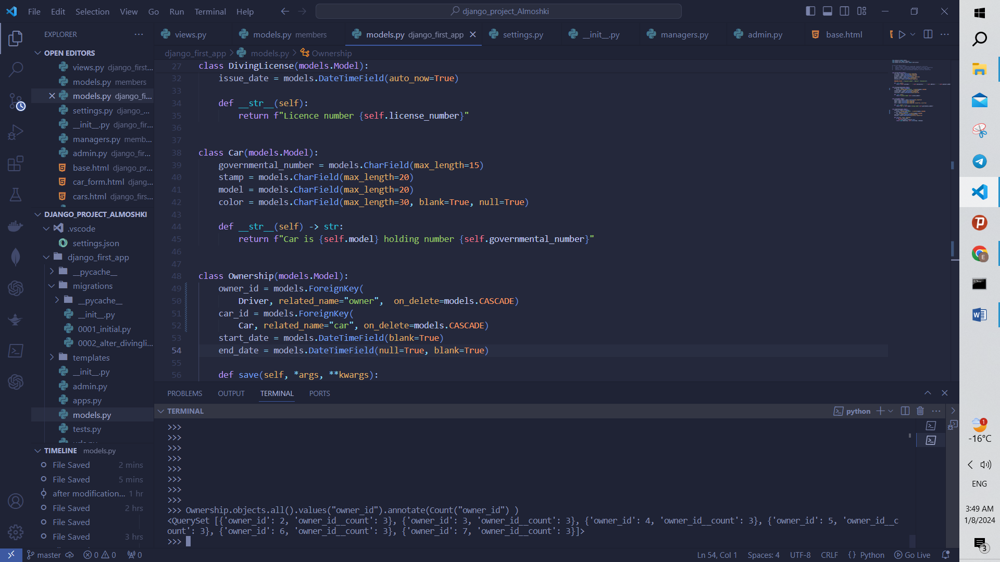 File Edit Selection View Go Run Terminal Help
django_project_Almoshki
EXPLORER
OPEN EDITORS
views.py django_first...
models.py members
models.py django_fi...
settings.py django_...
__init__.py django_fir...
managers.py memb...
admin.py django_fir...
base.html django_pr...
car_form.html djang...
cars.html django_firs...
DJANGO_PROJECT_ALMOSHKI
.vscode
settings.json
django_first_app
__pycache__
migrations
__pycache__
__init__.py
0001_initial.py
0002_alter_divingli...
templates
__init__.py
admin.py
apps.py
models.py
tests.py
TIMELINE models.py
File Saved 2 mins
File Saved 5 mins
after modification... 1 hr
File Saved 2 hrs
File Saved
File Saved 3 hrs
views.py models.py members models.py django_first_app settings.py __init__.py managers.py admin.py base.html
django_first_app > models.py > Ownership
27 class DivingLicense(models.Model):
32 issue_date = models.DateTimeField(auto_now=True)
33
34 def __str__(self):
35 return f"Licence number {self.license_number}"
36
37
38 class Car(models.Model):
39 governmental_number = models.CharField(max_length=15)
40 stamp = models.CharField(max_length=20)
41 model = models.CharField(max_length=20)
42 color = models.CharField(max_length=30, blank=True, null=True)
43
44 def __str__(self) -> str:
45 return f"Car is {self.model} holding number {self.governmental_number}"
46
47
48 class Ownership(models.Model):
49 owner_id = models.ForeignKey(
50 Driver, related_name="owner",  on_delete=models.CASCADE)
51 car_id = models.ForeignKey(
52 Car, related_name="car", on_delete=models.CASCADE)
53 start_date = models.DateTimeField(blank=True)
54 end_date = models.DateTimeField(null=True, blank=True)
55
56 def save(self, *args, **kwargs):
PROBLEMS OUTPUT TERMINAL PORTS
TERMINAL
python
>>>
>>>
>>>
>>>
>>>
>>>
>>>
>>>
>>> Ownership.objects.all().values("owner_id").annotate(Count("owner_id") )
<QuerySet [{'owner_id': 2, 'owner_id__count': 3}, {'owner_id': 3, 'owner_id__count': 3}, {'owner_id': 4, 'owner_id__count': 3}, {'owner_id': 5, 'owner_id__c
ount': 3}, {'owner_id': 6, 'owner_id__count': 3}, {'owner_id': 7, 'owner_id__count': 3}]>
>>>
master 0 0 0
Ln 54, Col 1 Spaces: 4 UTF-8 CRLF {} Python Go Live
E
W
1
-16°C
ENG
3:49 AM
1/8/2024
3